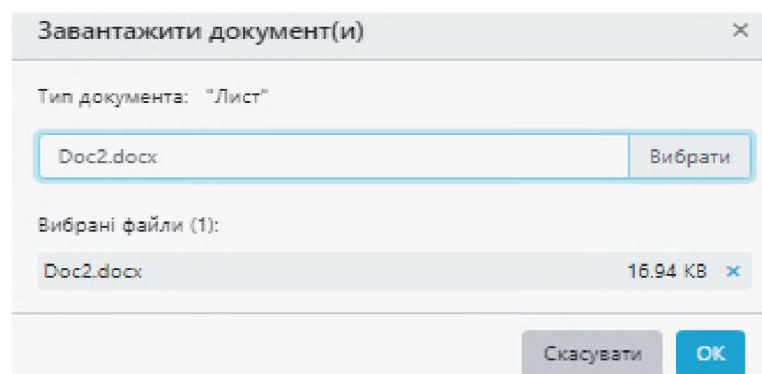 Завантажити документ(и) ×
Тип документа: "Лист"
Doc2.docx Вибрати
Вибрані файли (1):
Doc2.docx 16.94 KB ×
Скасувати OK